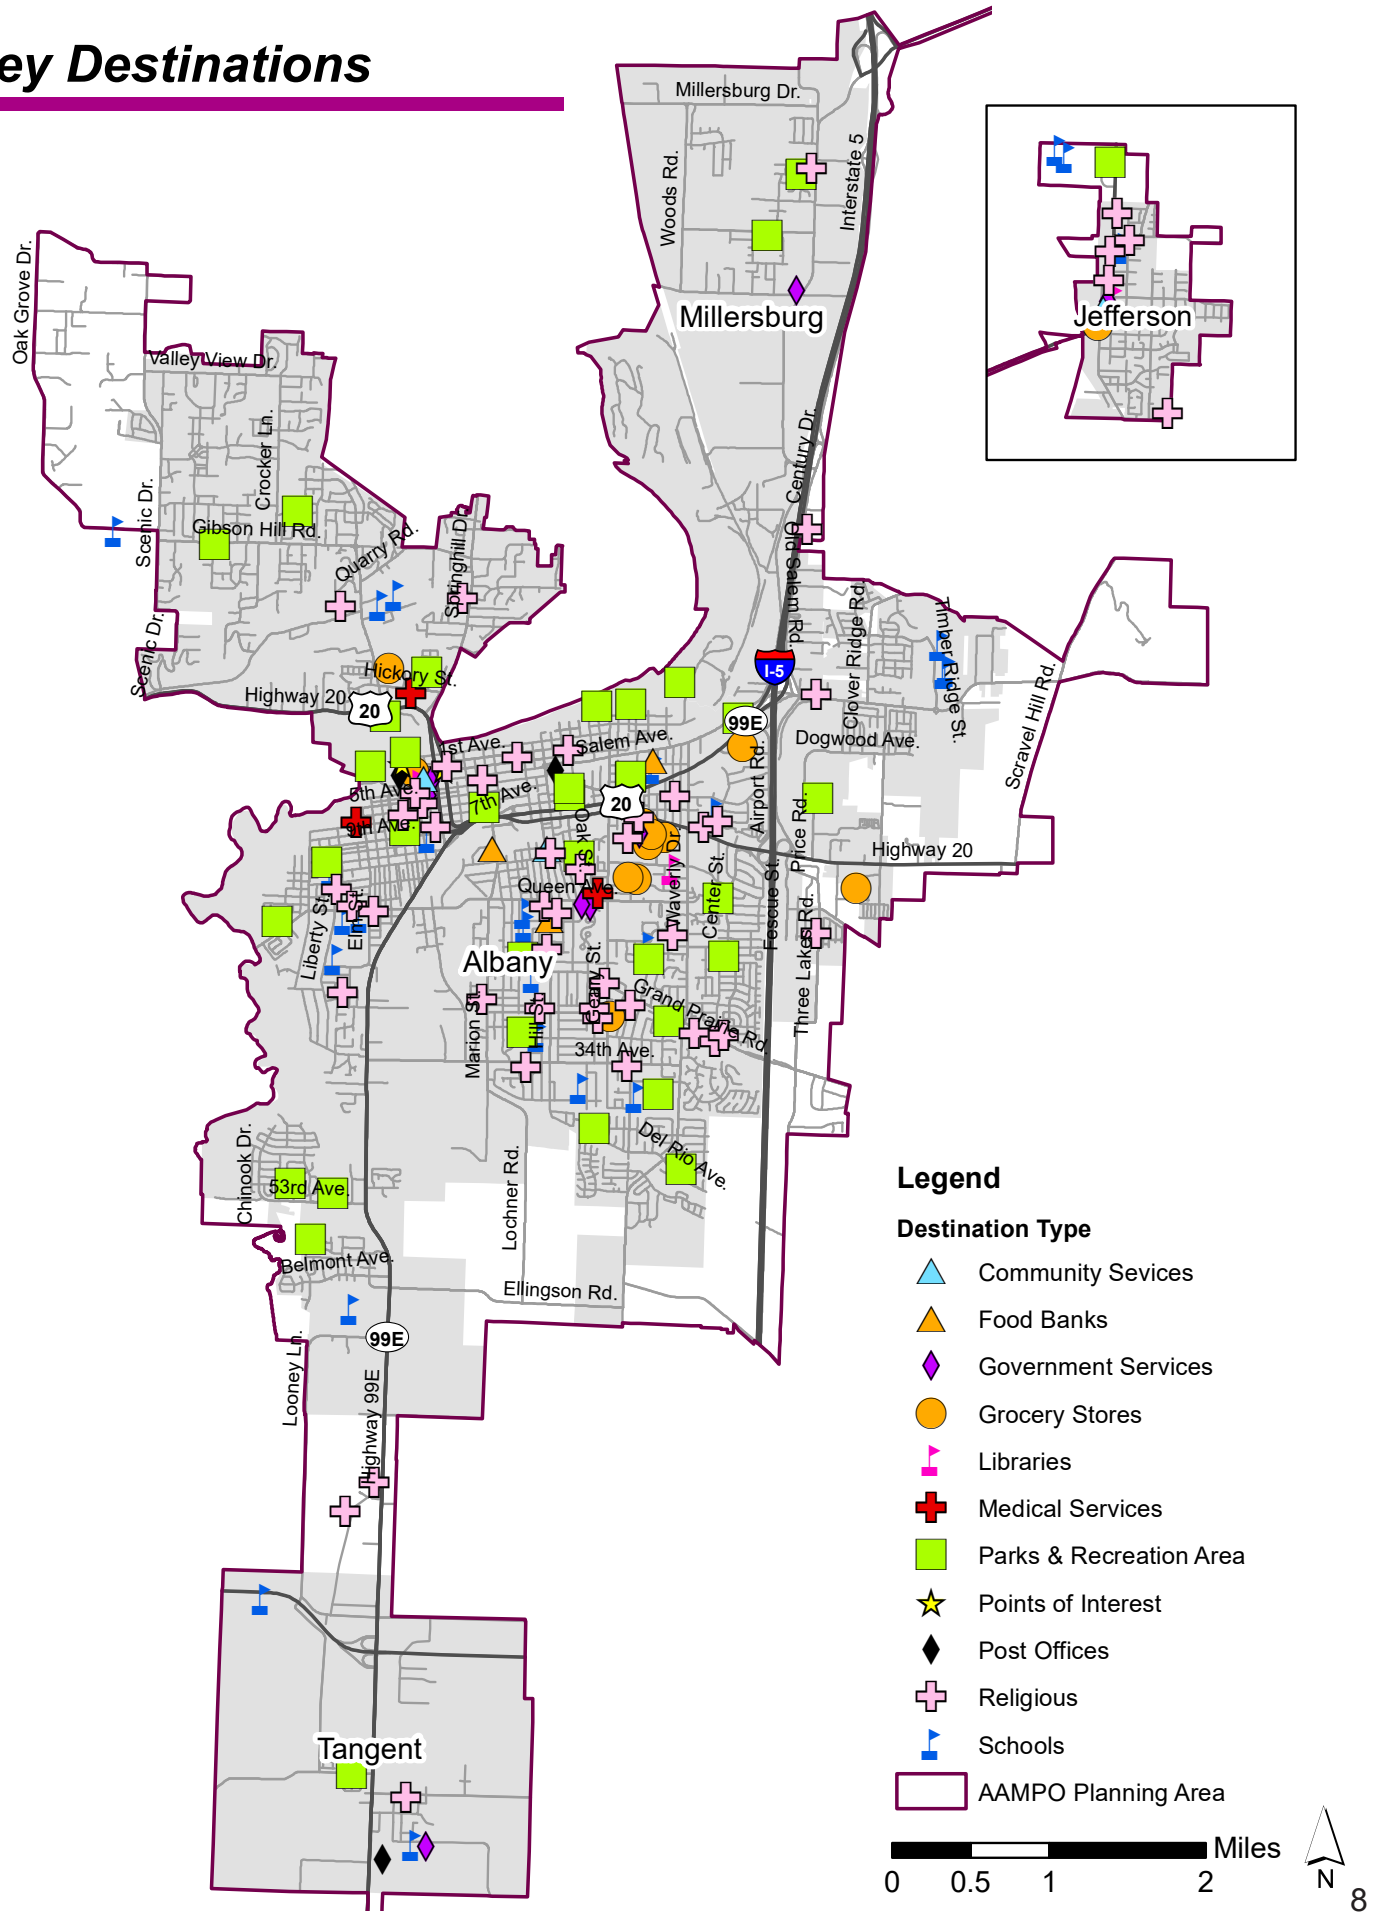 ey Destinations
Millersburg Dr.
Woods Rd.
Interstate 5
Millersburg
Jefferson
Oak Grove Dr.
Valley View Dr.
Crocker Ln.
Scenic Dr.
Gibson Hill Rd.
Quarry Rd.
Springhill Dr.
Century Dr.
Old Salem Rd.
Clover Ridge Rd.
Timber Ridge St.
Scravel Hill Rd.
Scenic Dr.
Hickory St.
Highway 20
20
I-5
99E
1st Ave.
Salem Ave.
Dogwood Ave.
Airport Rd.
5th Ave.
7th Ave.
20
9th Ave.
Oak St.
Price Rd.
Highway 20
Waverly Dr.
Center St.
Queen Ave.
Fescue St.
Liberty St.
Elm St.
Albany
Geary St.
Three Lakes Rd.
Grand Prairie Rd.
Marion St.
Hill St.
34th Ave.
Chinook Dr.
Del Rio Ave.
53rd Ave.
Lochner Rd.
Belmont Ave.
Ellingson Rd.
99E
Looney Ln.
Highway 99E
Tangent
Legend
Destination Type
Community Sevices
Food Banks
Government Services
Grocery Stores
Libraries
Medical Services
Parks & Recreation Area
Points of Interest
Post Offices
Religious
Schools
AAMPO Planning Area
Miles
0 0.5 1 2
N
8